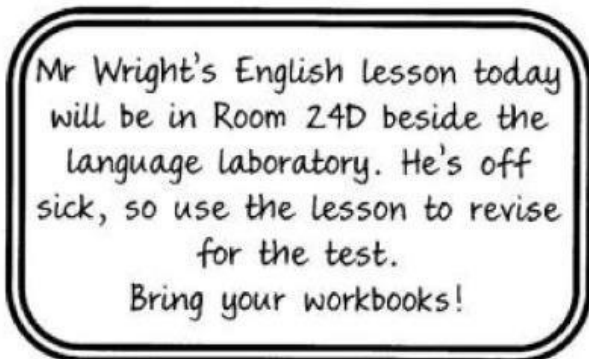 Mr Wright's English lesson today
will be in Room 24D beside the
language laboratory. He's off
sick, so use the lesson to revise
for the test.
Bring your workbooks!